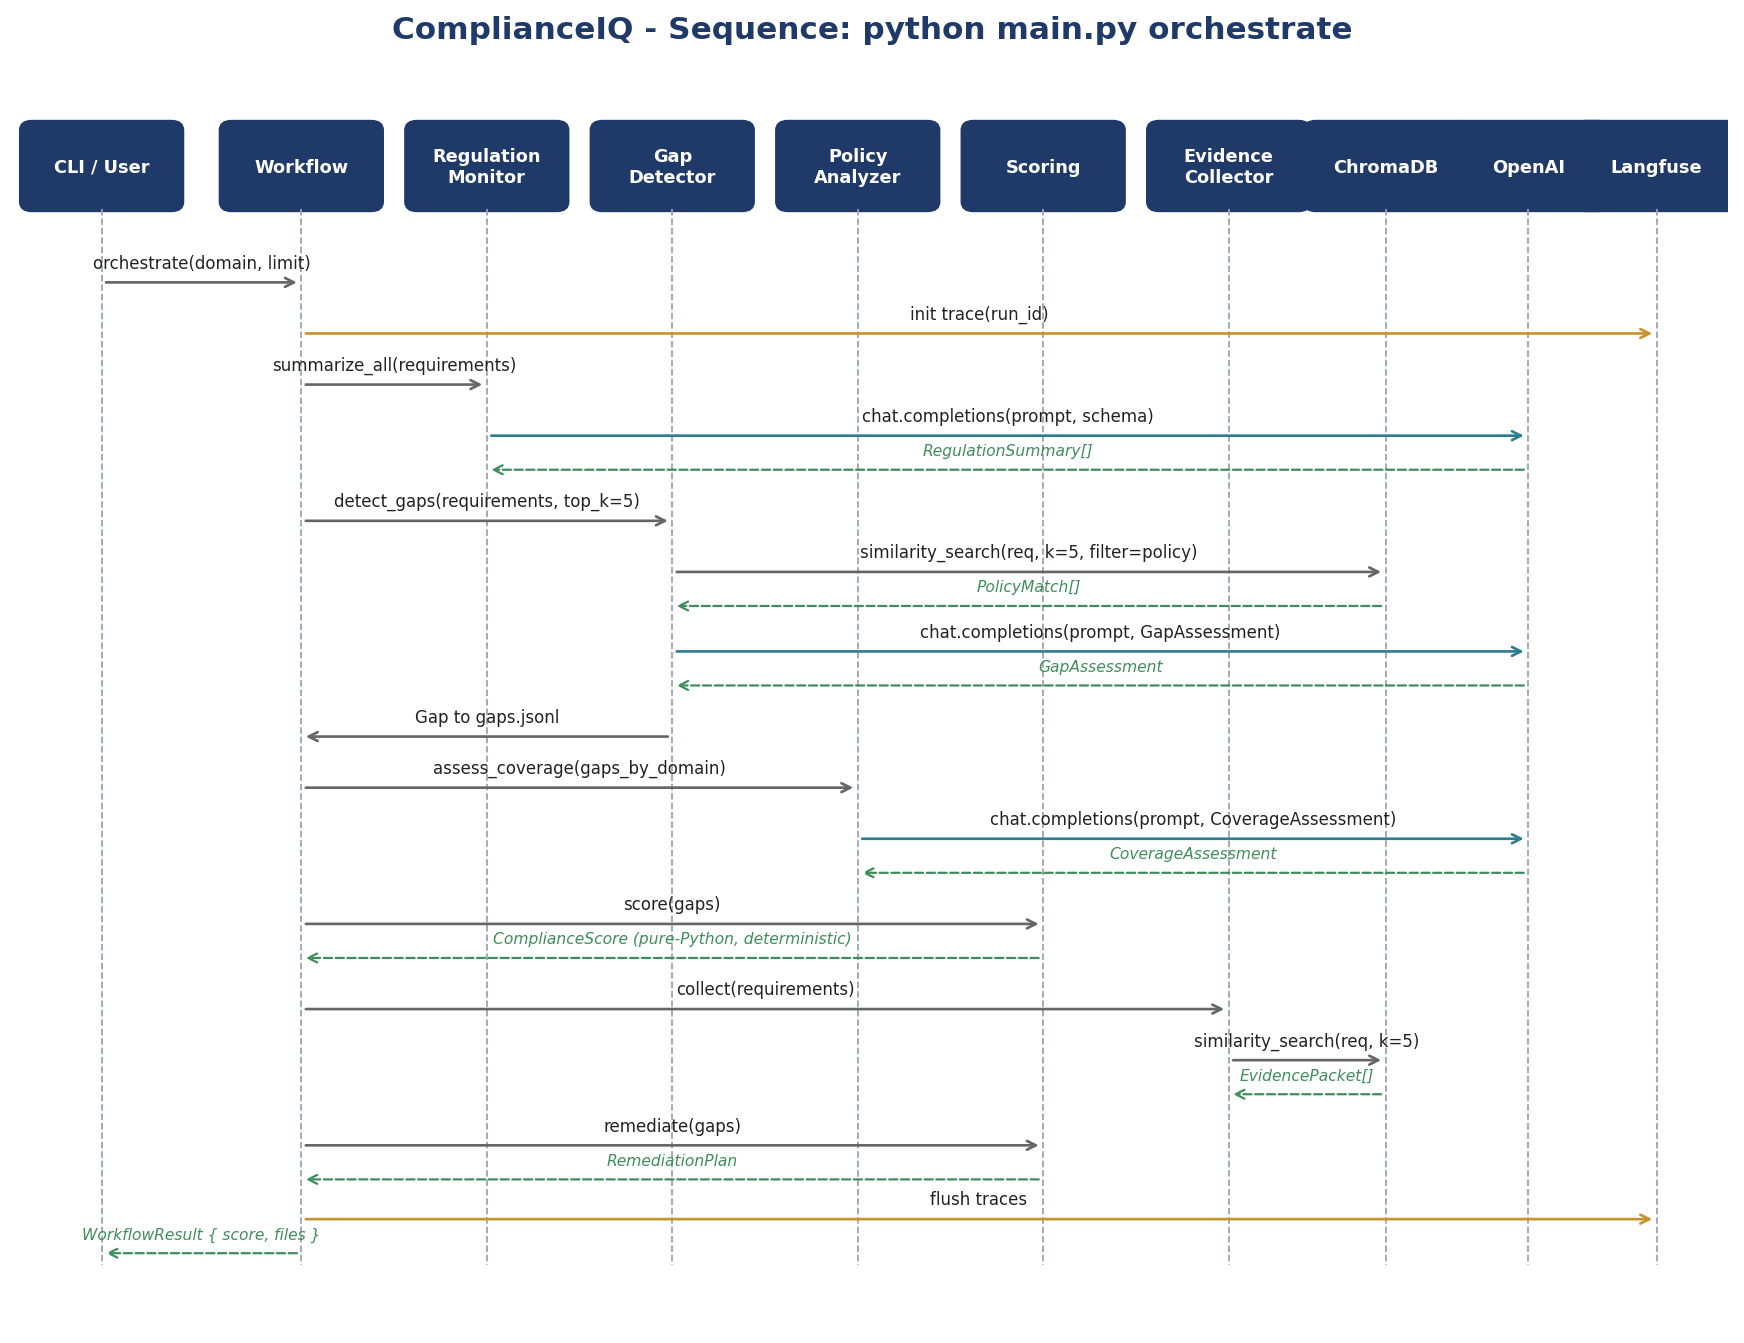 ComplianceIQ - Sequence: python main.py orchestrate
CLI / User
Workflow
Regulation
Monitor
Gap
Detector
Policy
Analyzer
Scoring
Evidence
Collector
ChromaDB
OpenAI
Langfuse
orchestrate(domain, limit)
init trace(run_id)
summarize_all(requirements)
chat.completions(prompt, schema)
RegulationSummary[]
detect_gaps(requirements, top_k=5)
similarity_search(req, k=5, filter=policy)
PolicyMatch[]
chat.completions(prompt, GapAssessment)
GapAssessment
Gap to gaps.jsonl
assess_coverage(gaps_by_domain)
chat.completions(prompt, CoverageAssessment)
CoverageAssessment
score(gaps)
ComplianceScore (pure-Python, deterministic)
collect(requirements)
similarity_search(req, k=5)
EvidencePacket[]
remediate(gaps)
RemediationPlan
flush traces
WorkflowResult { score, files }